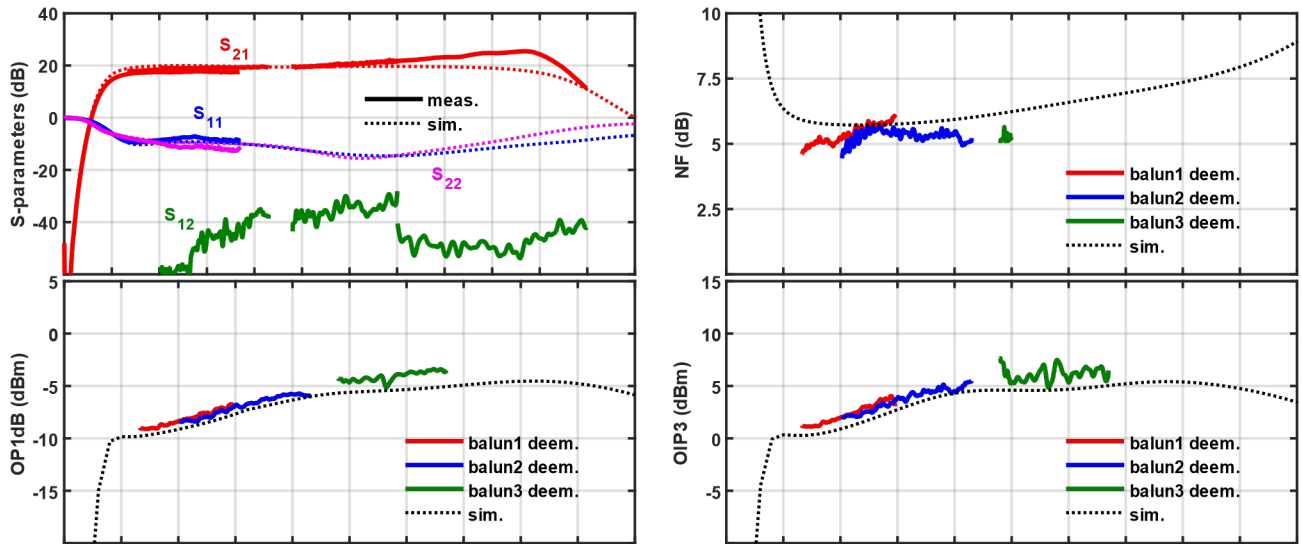 S-parameters (dB)
40
20
0
-20
-40
S21
S11
S22
S12
meas.
sim.
NF (dB)
10
7.5
5
2.5
balun1 deem.
balun2 deem.
balun3 deem.
sim.
OP1dB (dBm)
5
0
-5
-10
-15
balun1 deem.
balun2 deem.
balun3 deem.
sim.
OIP3 (dBm)
15
10
5
0
-5
balun1 deem.
balun2 deem.
balun3 deem.
sim.